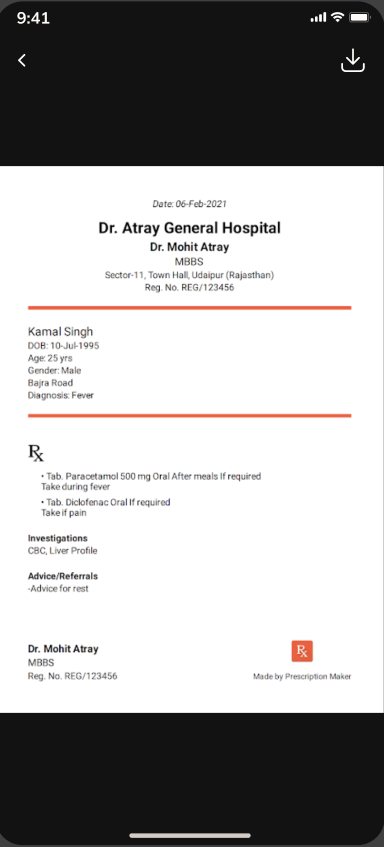 9:41
Date: 06-Feb-2021
Dr. Atray General Hospital
Dr. Mohit Atray
MBBS
Sector-11, Town Hall, Udaipur (Rajasthan)
Reg. No. REG/123456
Kamal Singh
DOB: 10-Jul-1995
Age: 25 yrs
Gender: Male
Bajra Road
Diagnosis: Fever
Rx
• Tab. Paracetamol 500 mg Oral After meals If required
Take during fever
• Tab. Diclofenac Oral If required
Take if pain
Investigations
CBC, Liver Profile
Advice/Referrals
-Advice for rest
Dr. Mohit Atray
MBBS
Reg. No. REG/123456
Rx
Made by Prescription Maker